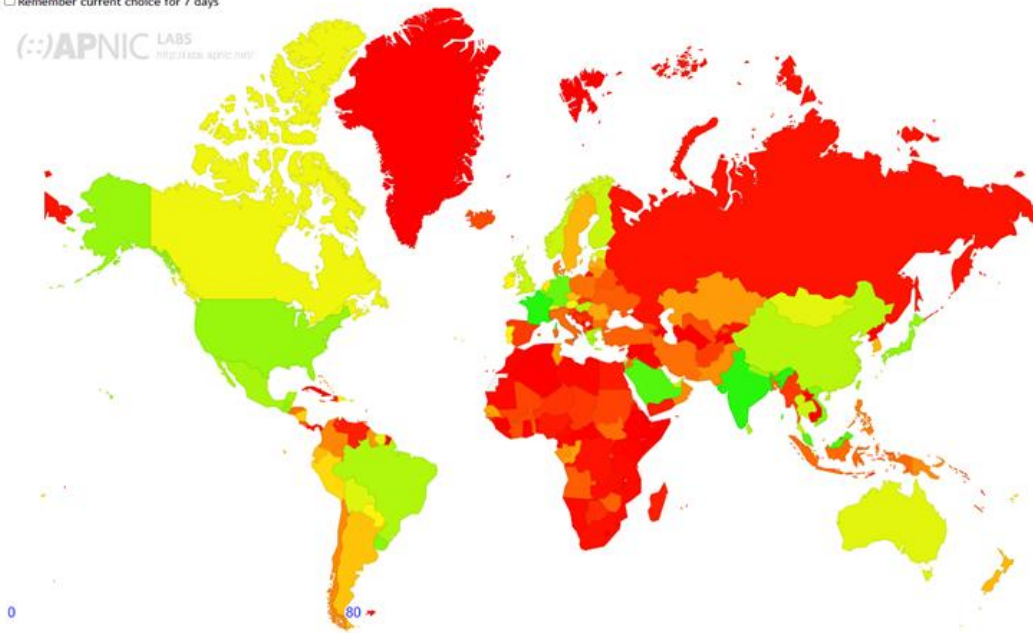 Remember current choice for 7 days
(::)APNIC LABS
http://labs.apnic.net/
0
80